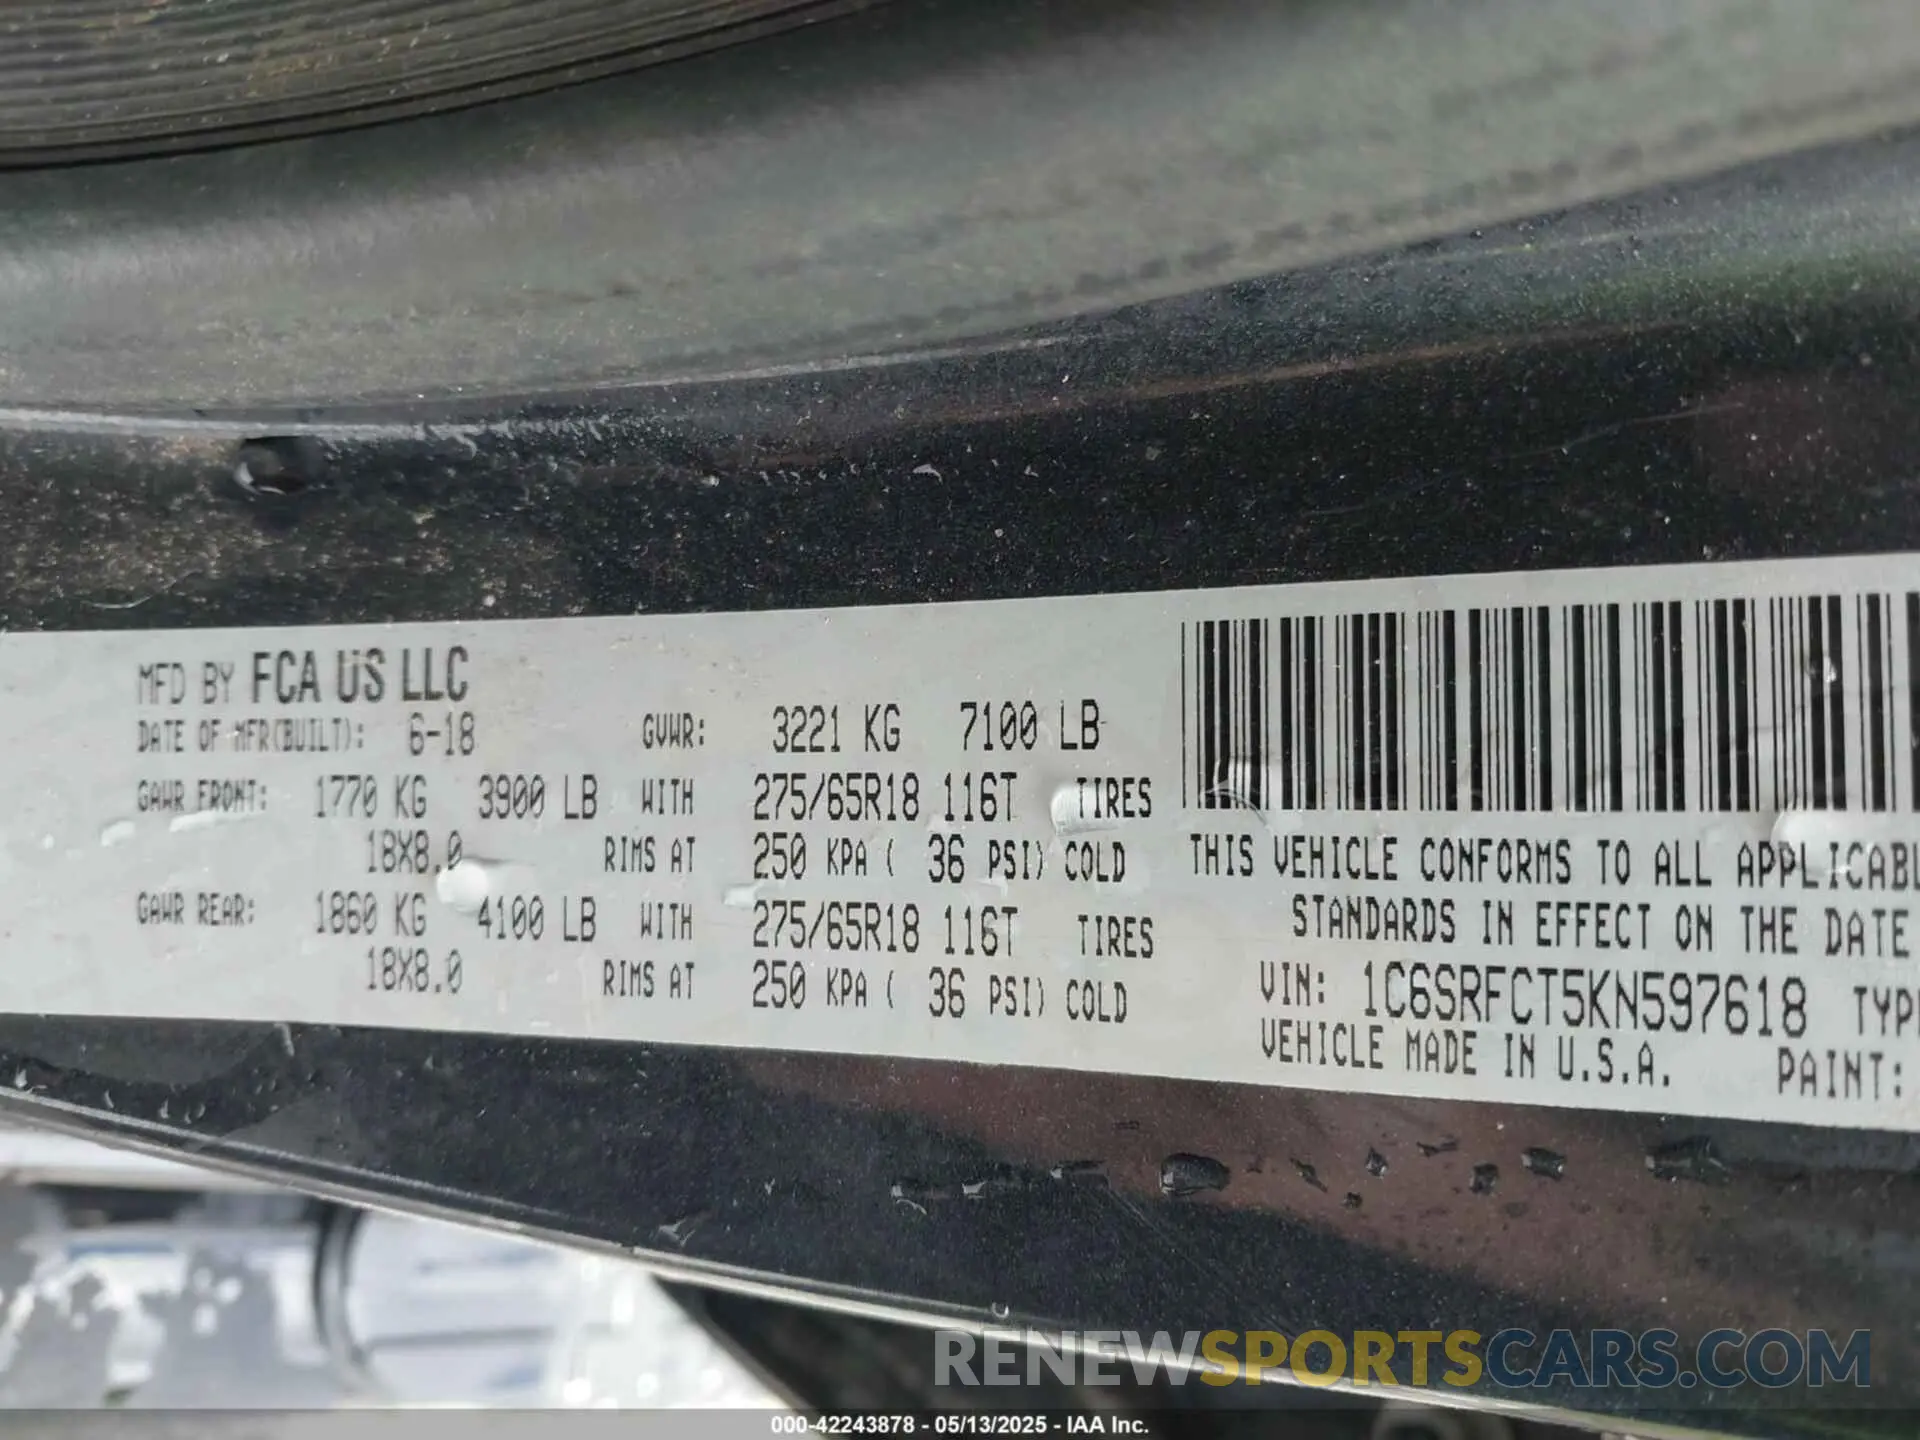 MFD BY FCA US LLC
DATE OF MFR(BUILT): 6-18 GVWR: 3221 KG 7100 LB
GAWR FRONT: 1770 KG 3900 LB WITH 275/65R18 116T TIRES
18X8.0 RIMS AT 250 KPA ( 36 PSI) COLD
GAWR REAR: 1860 KG 4100 LB WITH 275/65R18 116T TIRES
18X8.0 RIMS AT 250 KPA ( 36 PSI) COLD
THIS VEHICLE CONFORMS TO ALL APPLICABL
STANDARDS IN EFFECT ON THE DATE
VIN: 1C6SRFCT5KN597618 TYP
VEHICLE MADE IN U.S.A. PAINT:
RENEWSPORTSCARS.COM
000-42243878 - 05/13/2025 - IAA Inc.